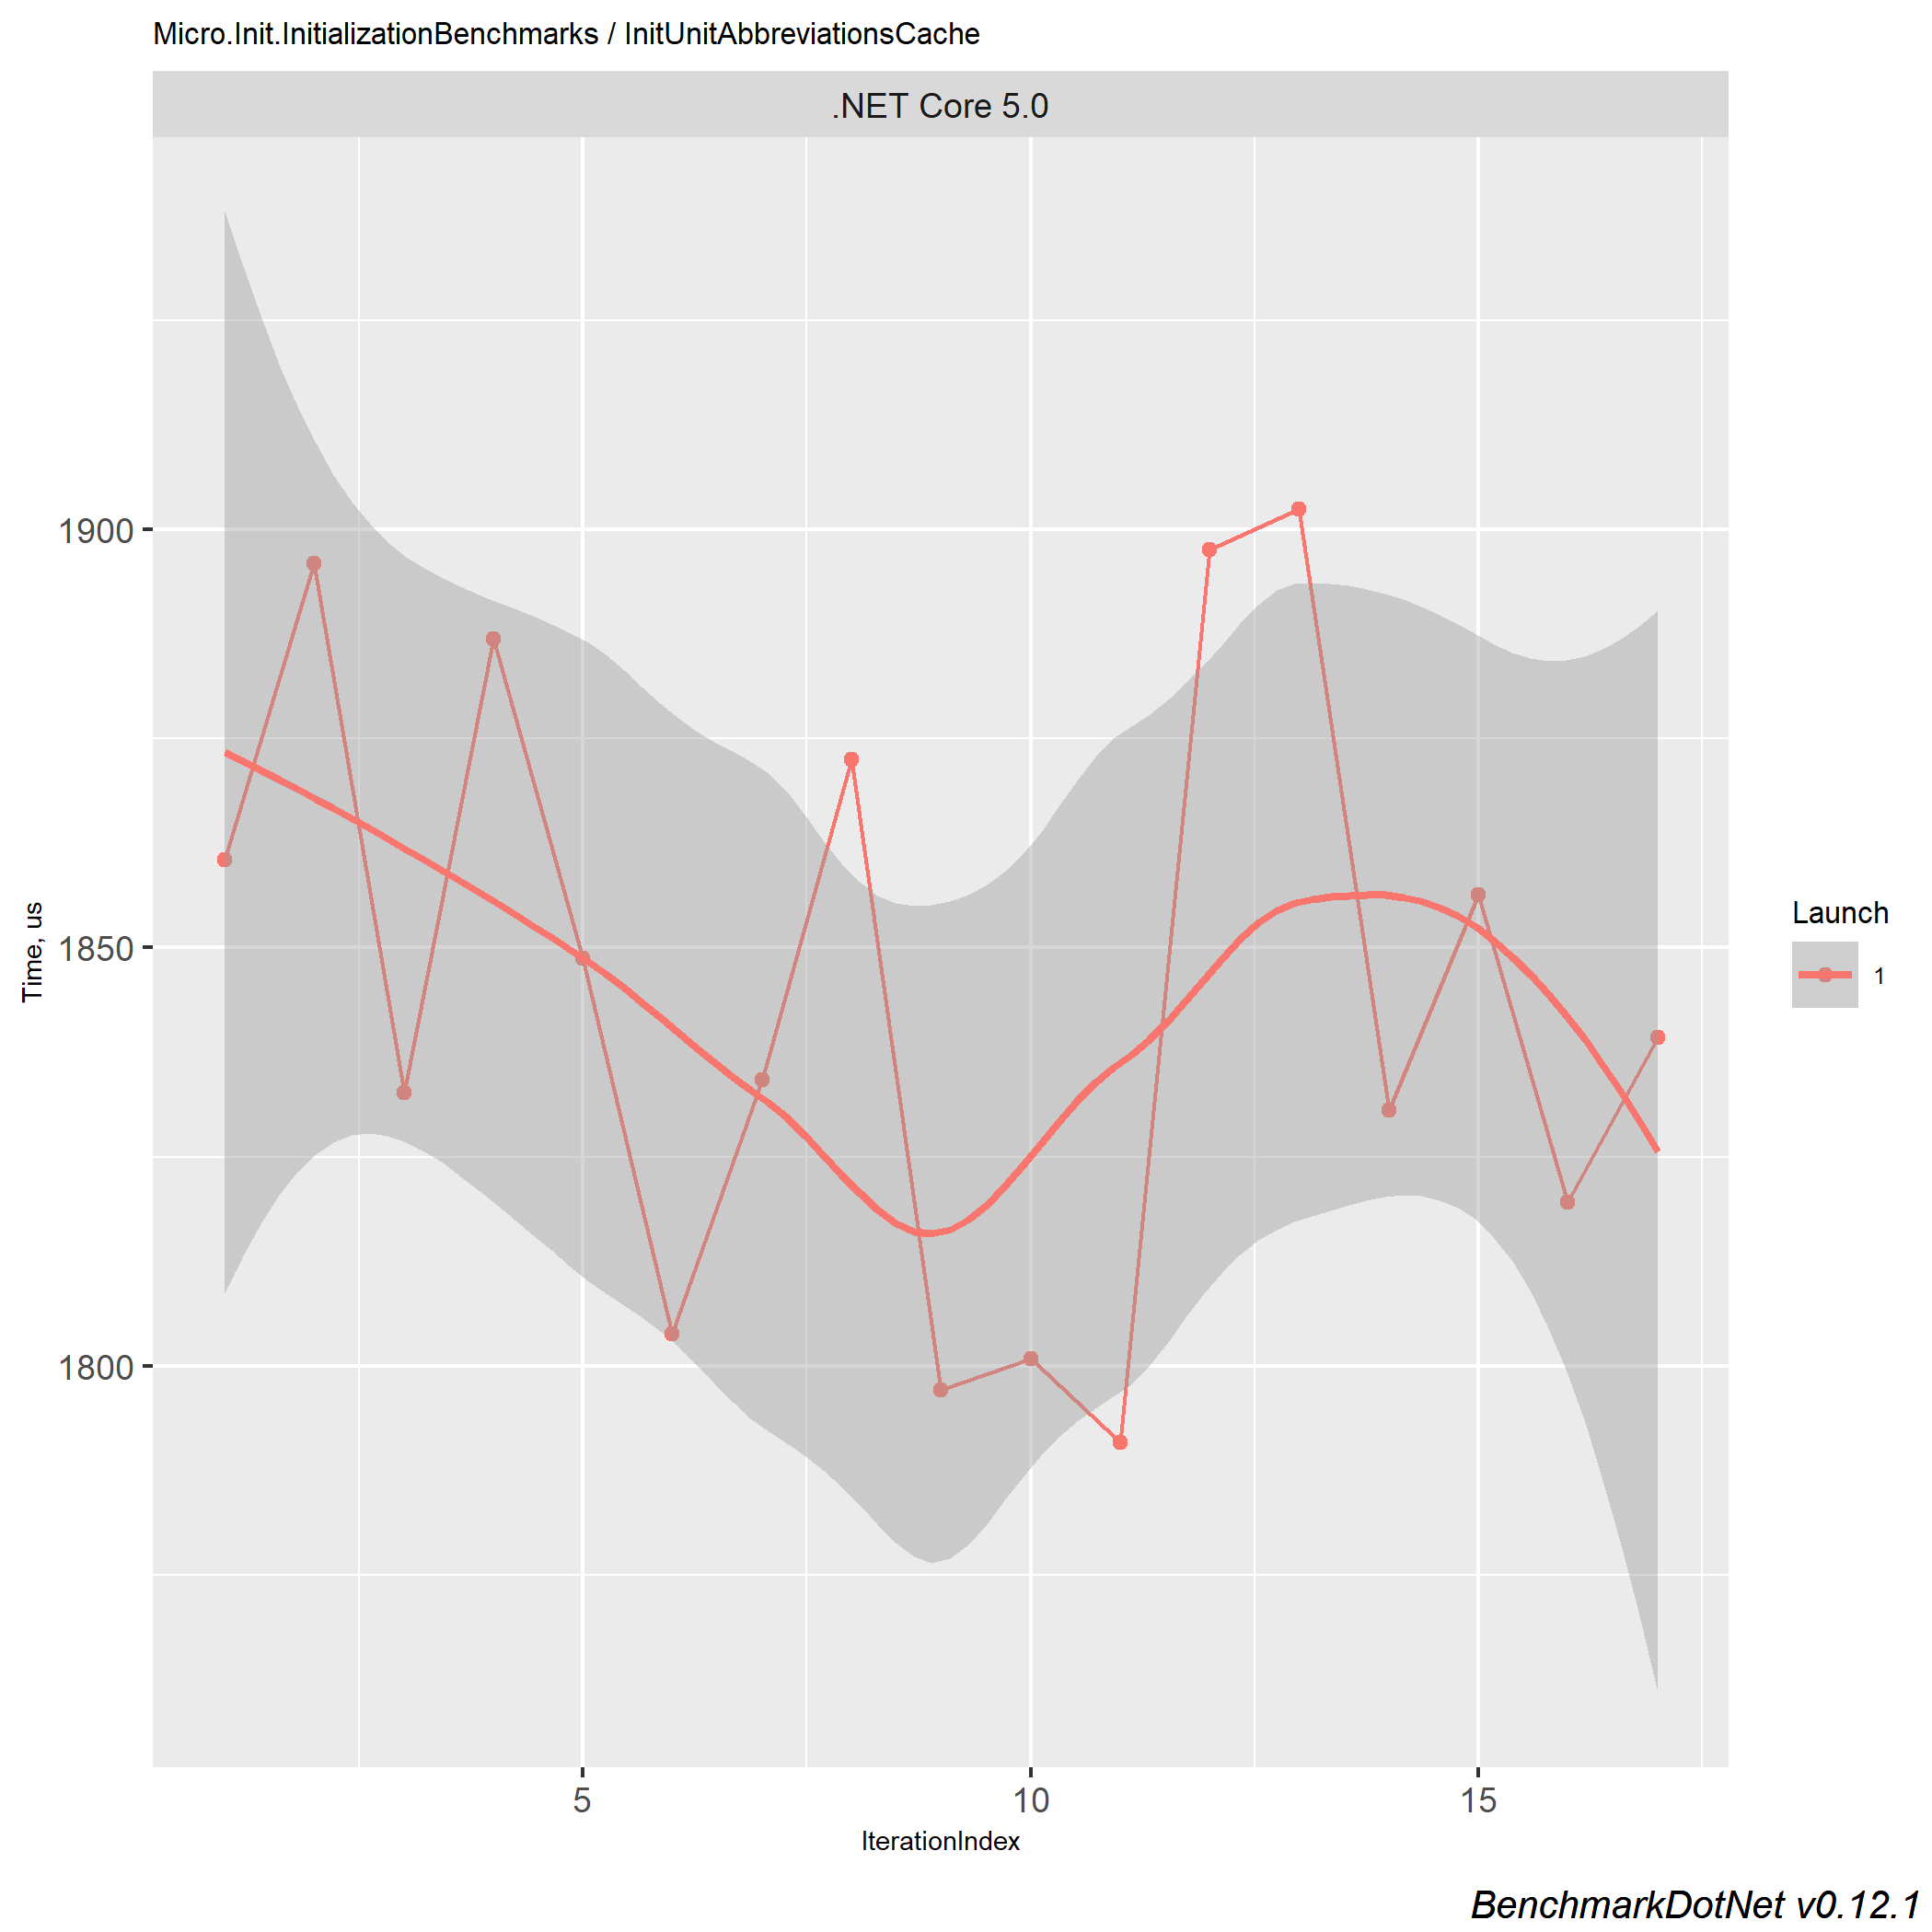 Micro.Init.InitializationBenchmarks / InitUnitAbbreviationsCache
.NET Core 5.0
1900
1850
1800
Time, us
5 10 15
IterationIndex
Launch
1
BenchmarkDotNet v0.12.1